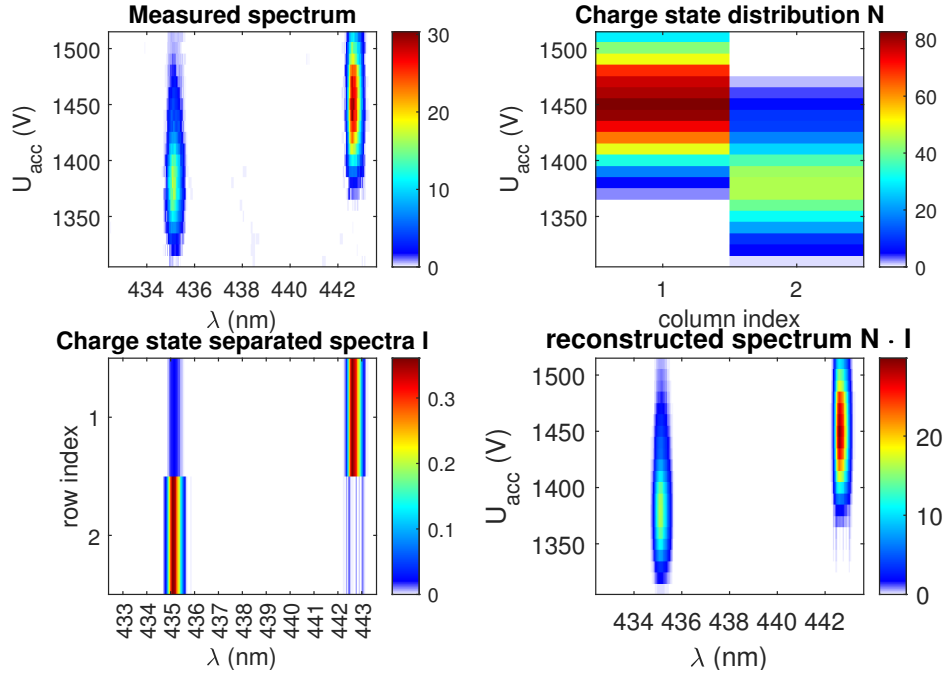 Measured spectrum
U_acc (V)
1500
1450
1400
1350
434 436 438 440 442
λ (nm)
30
20
10
0
Charge state distribution N
U_acc (V)
1500
1450
1400
1350
1 2
column index
80
60
40
20
0
Charge state separated spectra I
row index
1
2
433 434 435 436 437 438 439 440 441 442 443
λ (nm)
0.3
0.2
0.1
0
reconstructed spectrum N · I
U_acc (V)
1500
1450
1400
1350
434 436 438 440 442
λ (nm)
20
10
0